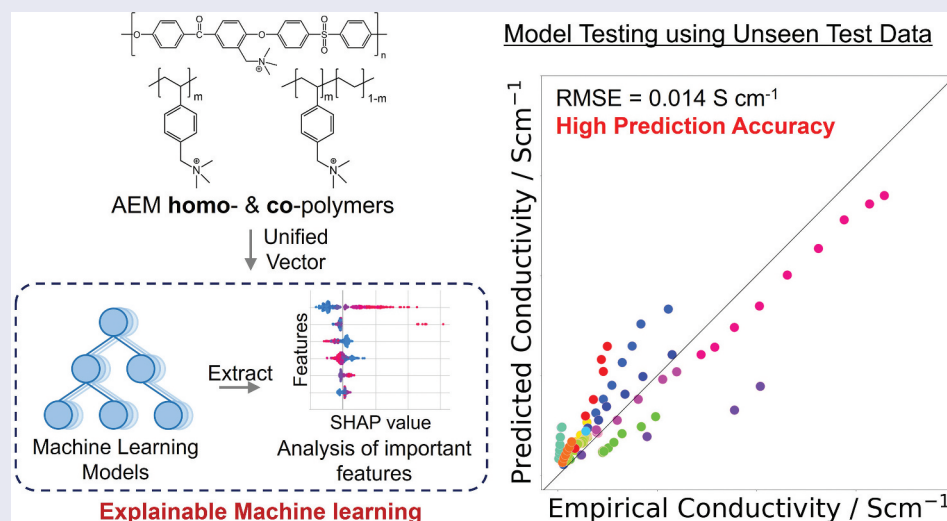 O
C
O
O
S
O
O
n
N
⊕
m
m
1-m
N
⊕
N
⊕
AEM homo- & co-polymers
Unified
Vector
Extract
Machine Learning
Models
Features
SHAP value
Analysis of important
features
Explainable Machine learning
Model Testing using Unseen Test Data
RMSE = 0.014 S cm⁻¹
High Prediction Accuracy
Predicted Conductivity / Scm⁻¹
Empirical Conductivity / Scm⁻¹